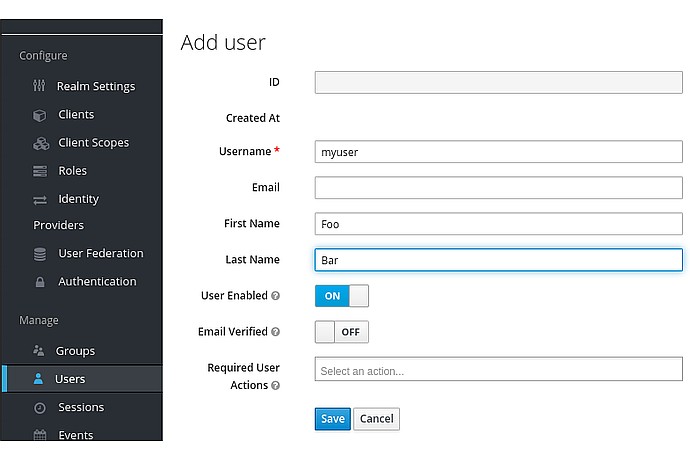 Configure
Realm Settings
Clients
Client Scopes
Roles
Identity
Providers
User Federation
Authentication
Manage
Groups
Users
Sessions
Events
Add user
ID
Created At
Username * myuser
Email
First Name Foo
Last Name Bar
User Enabled ? ON
Email Verified ? OFF
Required User
Actions ?
Select an action...
Save Cancel